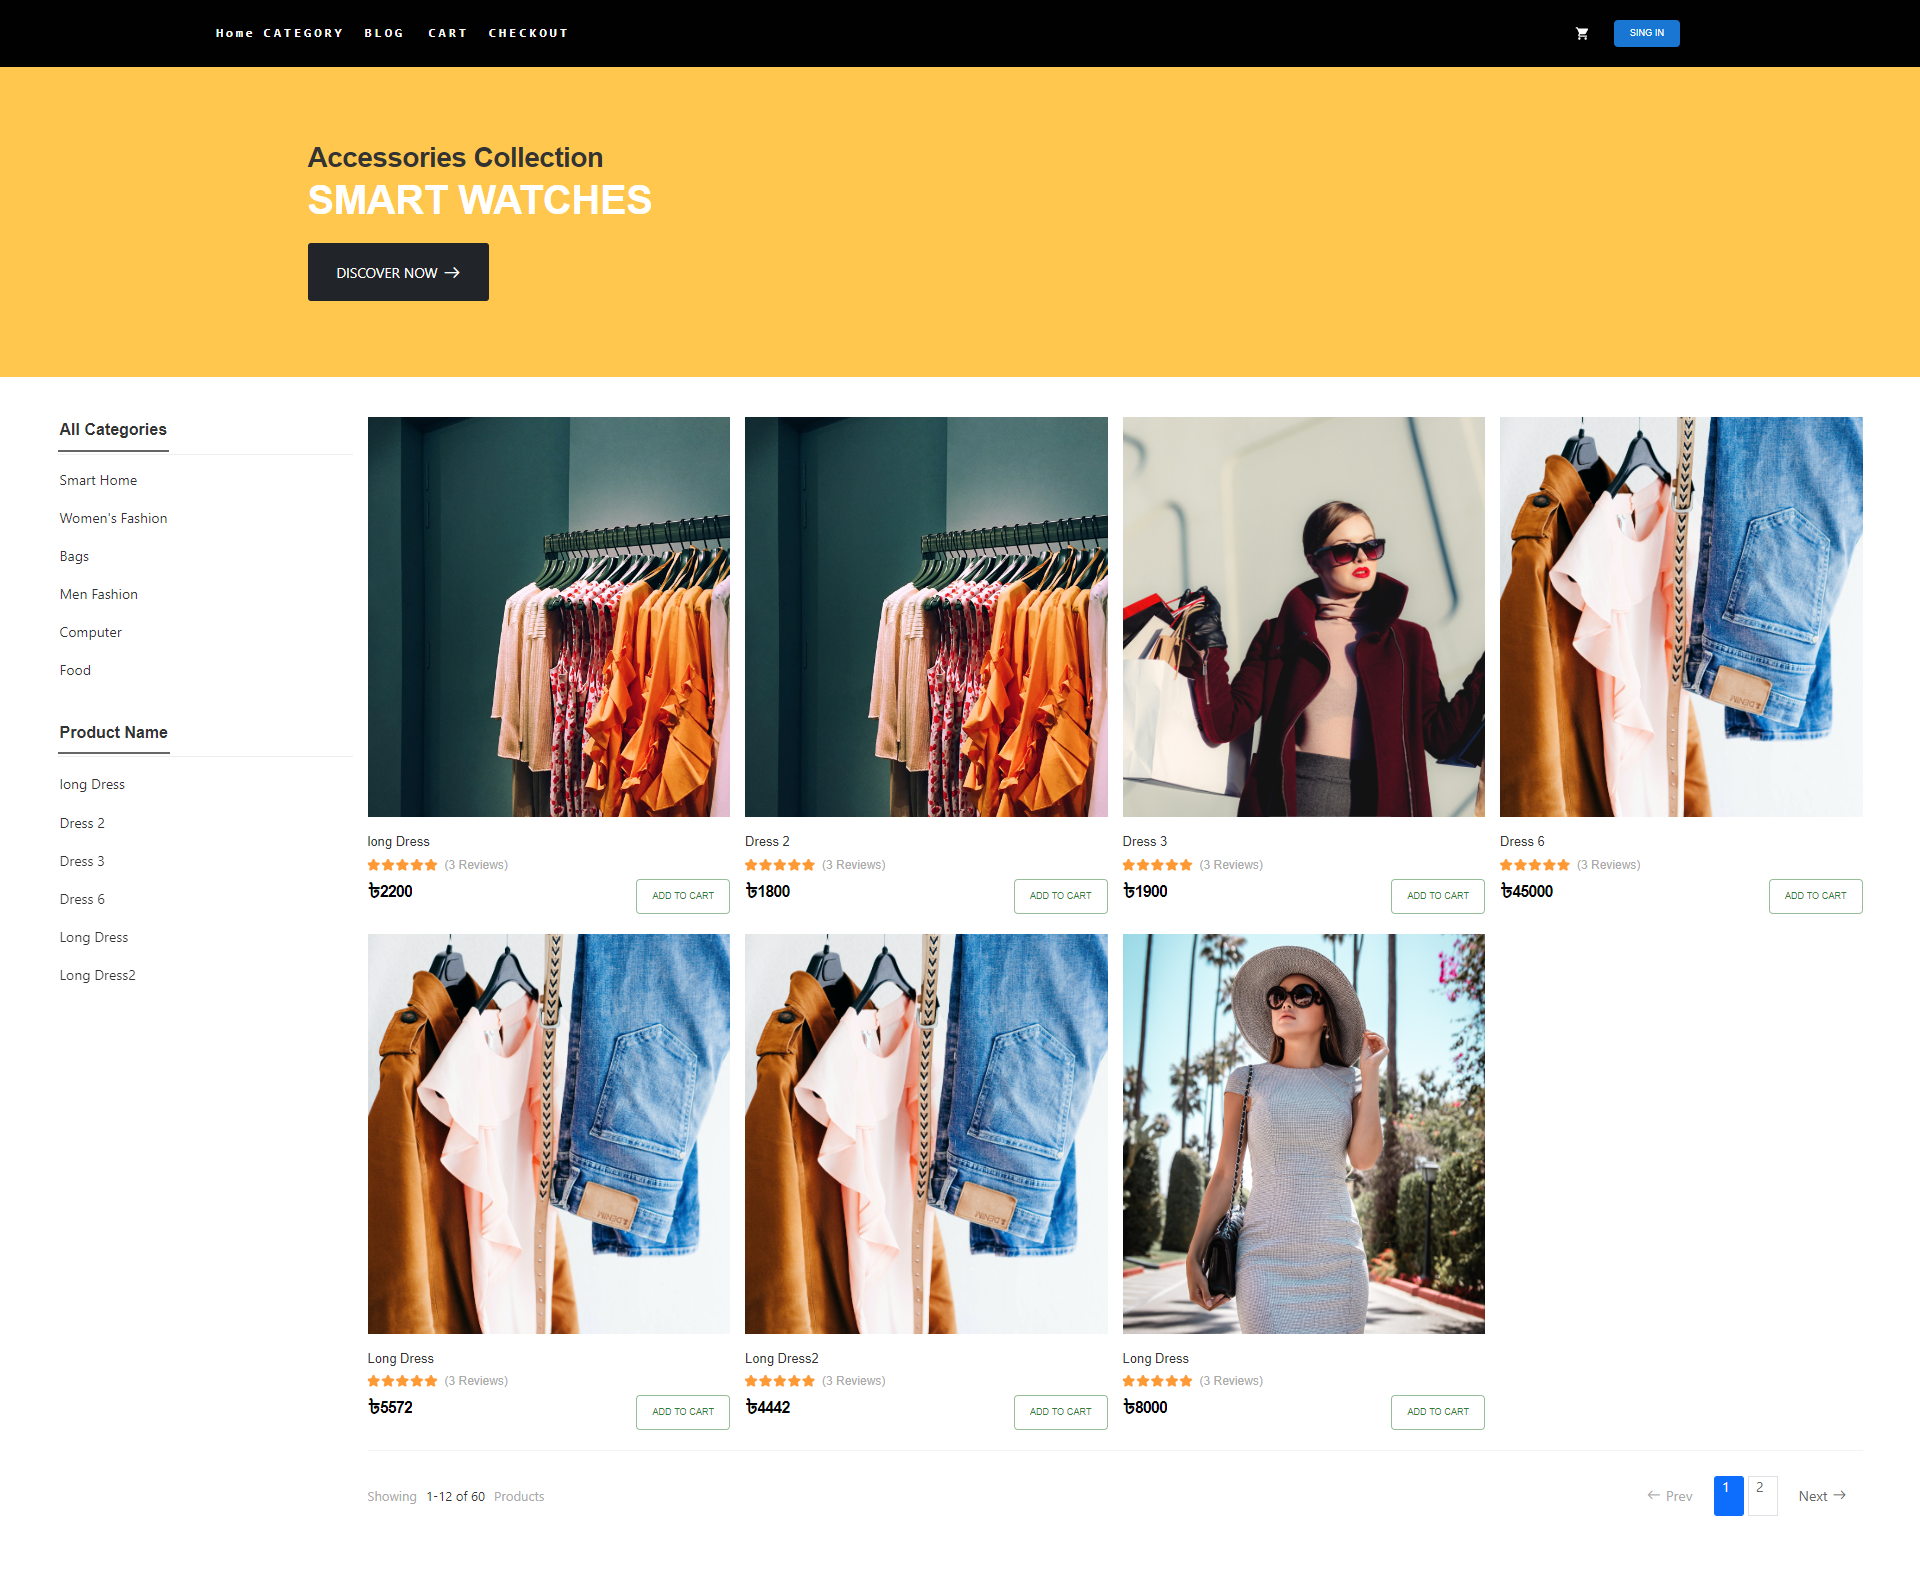 Home CATEGORY BLOG CART CHECKOUT
SING IN
Accessories Collection
SMART WATCHES
DISCOVER NOW
All Categories
Smart Home
Women's Fashion
Bags
Men Fashion
Computer
Food
Product Name
long Dress
Dress 2
Dress 3
Dress 6
Long Dress
Long Dress2
long Dress
(3 Reviews)
৳2200
ADD TO CART
Dress 2
(3 Reviews)
৳1800
ADD TO CART
Dress 3
(3 Reviews)
৳1900
ADD TO CART
Dress 6
(3 Reviews)
৳45000
ADD TO CART
DENIM
Long Dress
(3 Reviews)
৳5572
ADD TO CART
DENIM
Long Dress2
(3 Reviews)
৳4442
ADD TO CART
DENIM
Long Dress
(3 Reviews)
৳8000
ADD TO CART
Showing 1-12 of 60 Products
Prev 1 2 Next